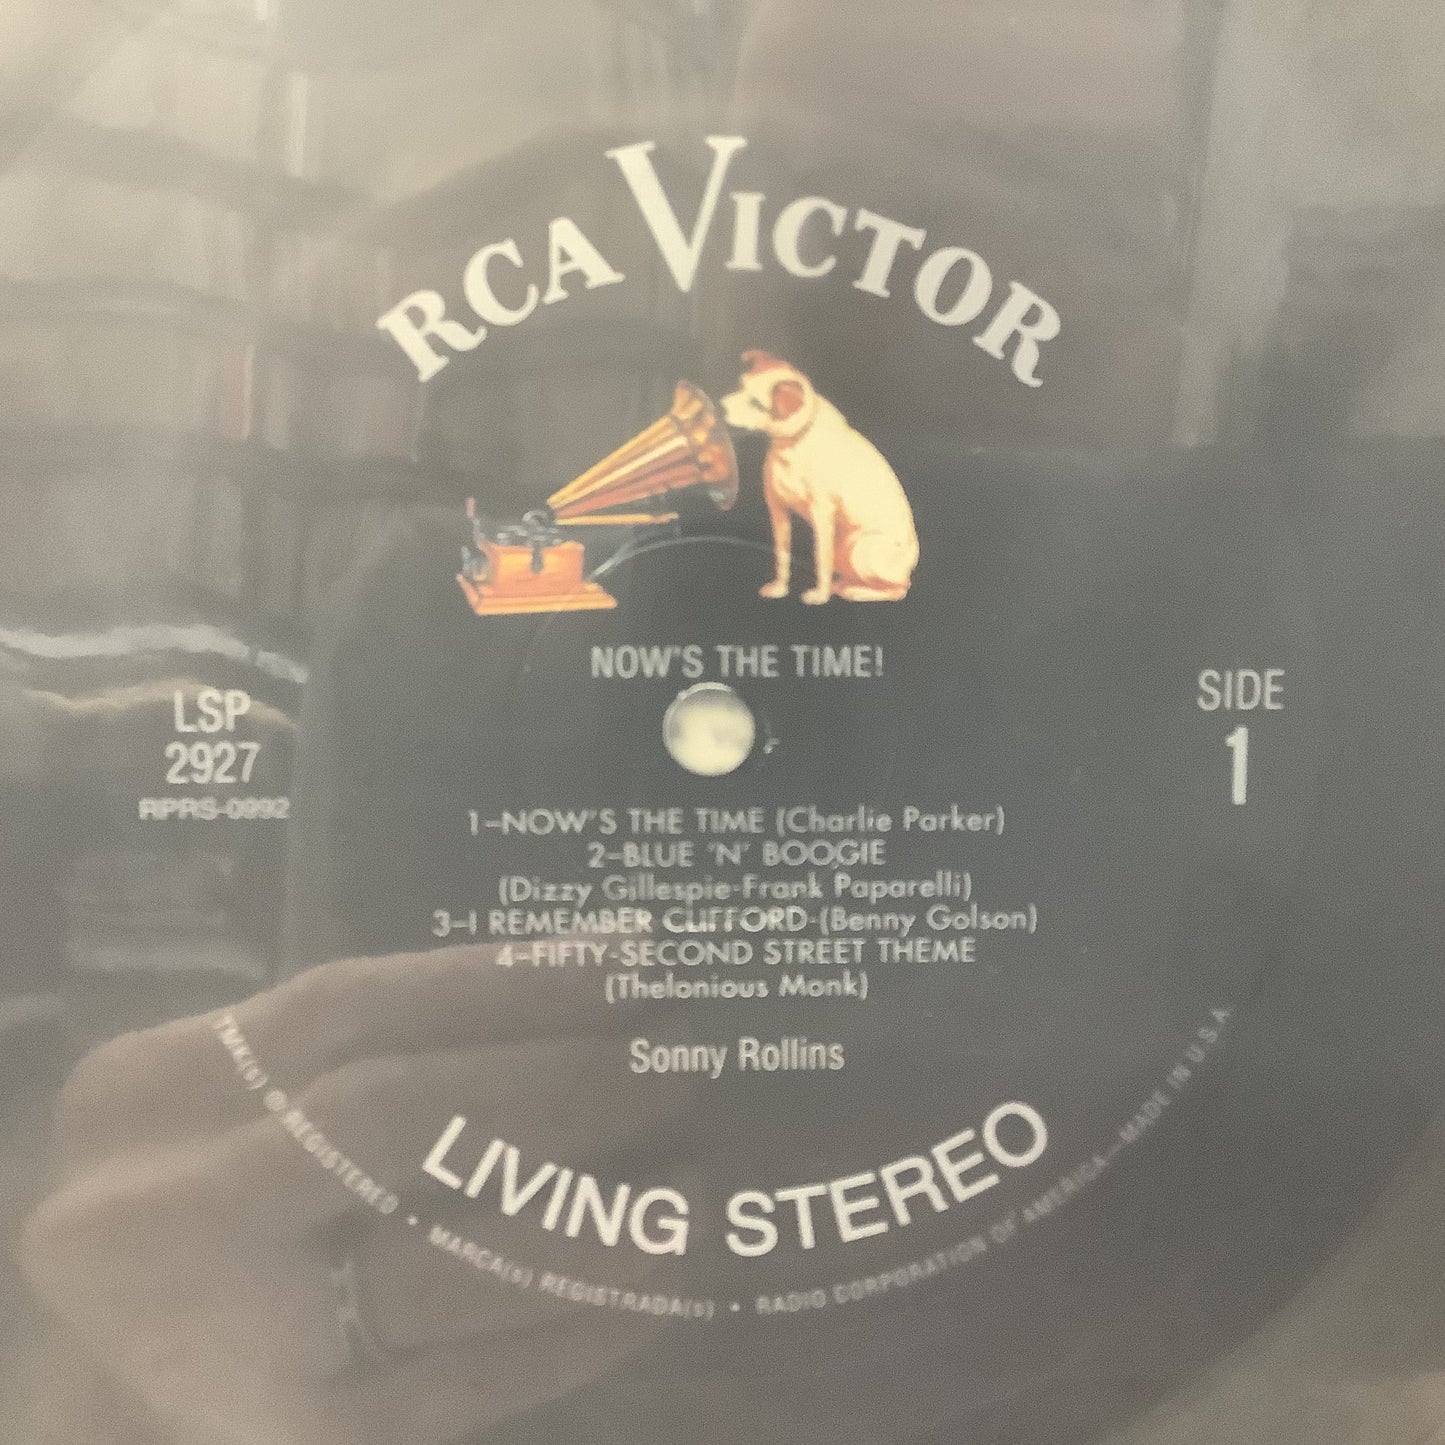 RCA VICTOR
NOW'S THE TIME!
LSP
2927
RPRS-0992
SIDE
1
1–NOW'S THE TIME (Charlie Parker)
2–BLUE 'N' BOOGIE
(Dizzy Gillespie-Frank Paparelli)
3–I REMEMBER CLIFFORD-(Benny Golson)
4–FIFTY-SECOND STREET THEME
(Thelonious Monk)
Sonny Rollins
LIVING STEREO
TMK(s) ® REGISTERED • MARCA(s) REGISTRADA(s) • RADIO CORPORATION OF AMERICA—MADE IN U.S.A